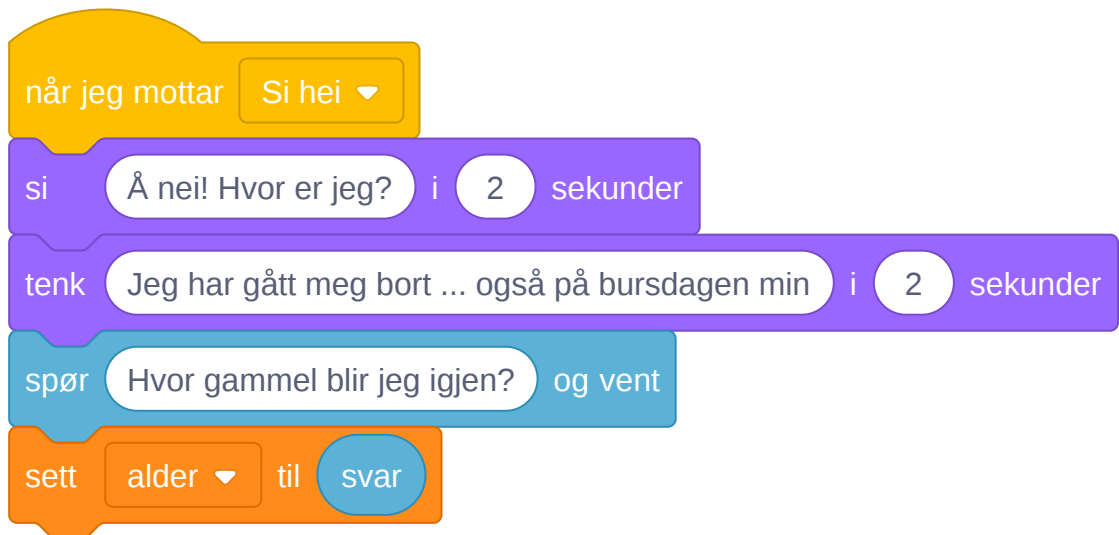 når jeg mottar Si hei
si Å nei! Hvor er jeg? i 2 sekunder
tenk Jeg har gått meg bort ... også på bursdagen min i 2 sekunder
spør Hvor gammel blir jeg igjen? og vent
sett alder til svar